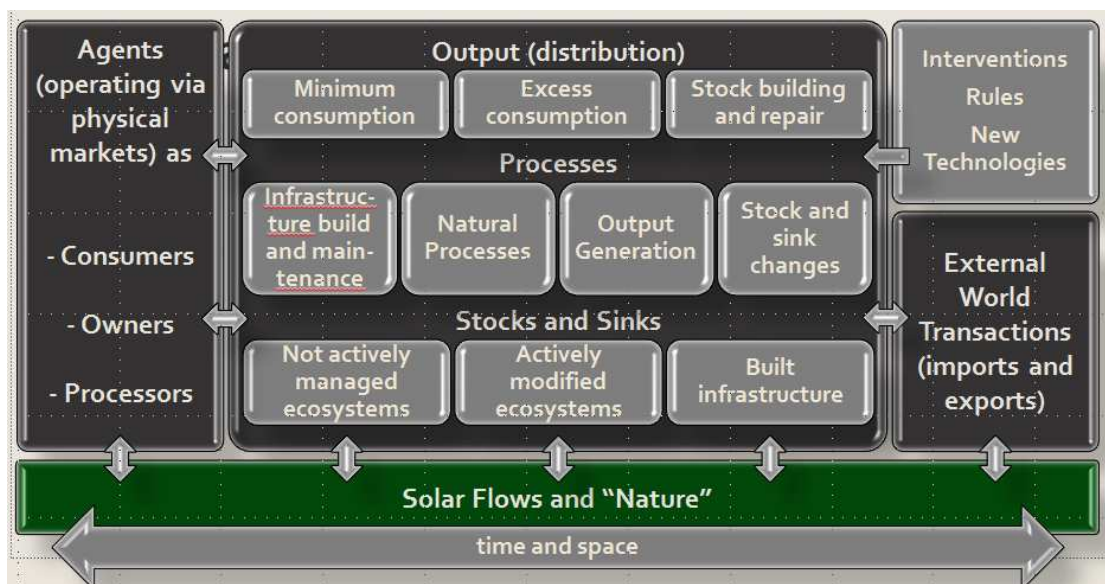 Agents
(operating via
physical
markets) as
- Consumers
- Owners
- Processors
Output (distribution)
Minimum
consumption
Excess
consumption
Stock building
and repair
Processes
Infrastruc-
ture build
and main-
tenance
Natural
Processes
Output
Generation
Stock and
sink
changes
Stocks and Sinks
Not actively
managed
ecosystems
Actively
modified
ecosystems
Built
infrastructure
Interventions
Rules
New
Technologies
External
World
Transactions
(imports and
exports)
Solar Flows and “Nature”
time and space